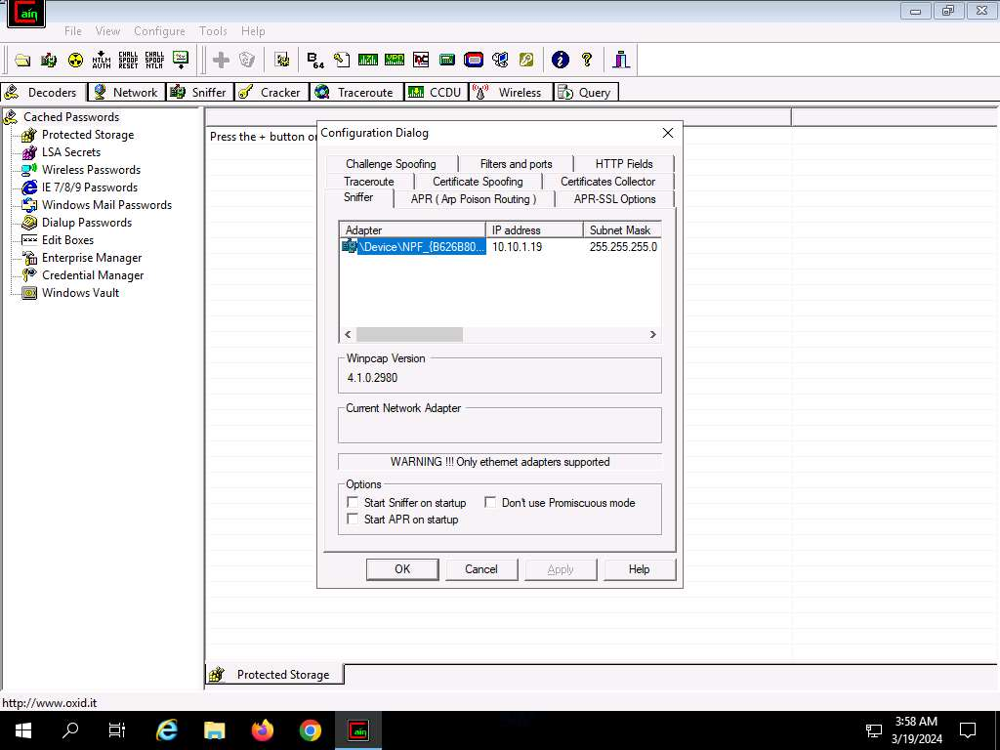 Cain
File View Configure Tools Help
NTLM AUTH
CHALL SPOOF RESET
CHALL SPOOF NTLM
B 64
Decoders Network Sniffer Cracker Traceroute CCDU Wireless Query
Cached Passwords
Protected Storage
LSA Secrets
Wireless Passwords
IE 7/8/9 Passwords
Windows Mail Passwords
Dialup Passwords
Edit Boxes
Enterprise Manager
Credential Manager
Windows Vault
Press the + button o
Configuration Dialog
Challenge Spoofing Filters and ports HTTP Fields
Traceroute Certificate Spoofing Certificates Collector
Sniffer APR ( Arp Poison Routing ) APR-SSL Options
Adapter IP address Subnet Mask
\Device\NPF_{B626B80... 10.10.1.19 255.255.255.0
Winpcap Version
4.1.0.2980
Current Network Adapter
WARNING !!! Only ethernet adapters supported
Options
Start Sniffer on startup Don't use Promiscuous mode
Start APR on startup
OK Cancel Apply Help
Protected Storage
http://www.oxid.it
Cain
3:58 AM
3/19/2024